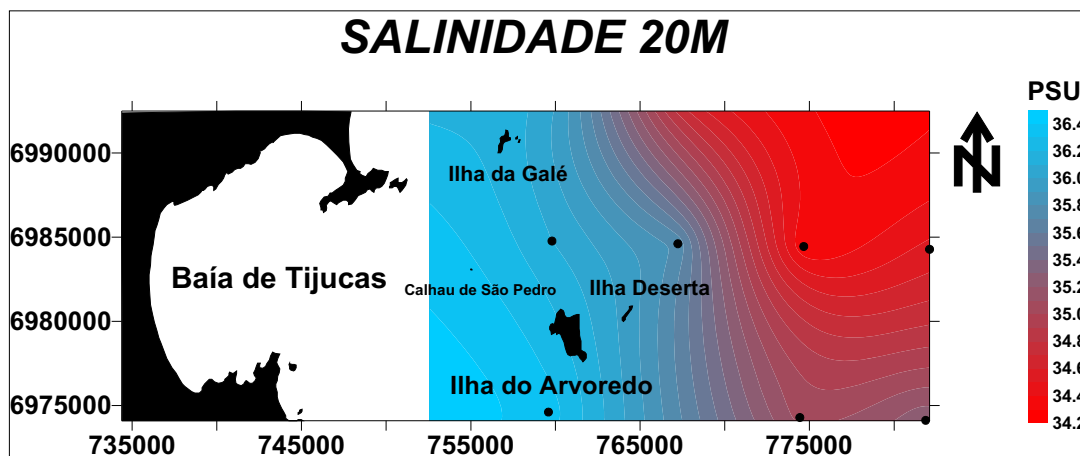 SALINIDADE 20M
PSU
36.4
36.2
36.0
35.8
35.6
35.4
35.2
35.0
34.8
34.6
34.4
34.2
N
6990000
6985000
6980000
6975000
Ilha da Galé
Baía de Tijucas
Calhau de São Pedro
Ilha Deserta
Ilha do Arvoredo
735000
745000
755000
765000
775000